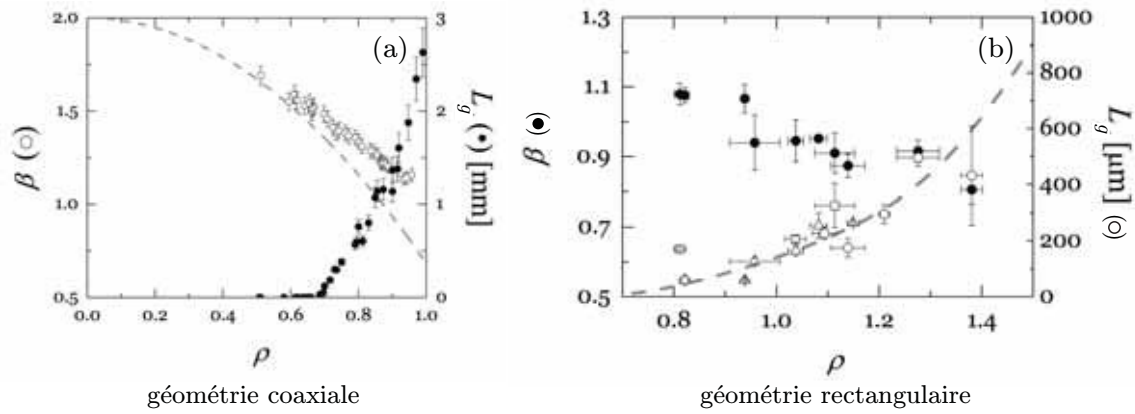 2.0
1.5
1.0
0.5
β (○)
(a)
3
2
1
0
L_g (•) [mm]
0.0 0.2 0.4 0.6 0.8 1.0
ρ
géométrie coaxiale
1.3
1.1
0.9
0.7
0.5
β (●)
(b)
1000
800
600
400
200
0
L_g [µm] (○)
0.8 1.0 1.2 1.4
ρ
géométrie rectangulaire